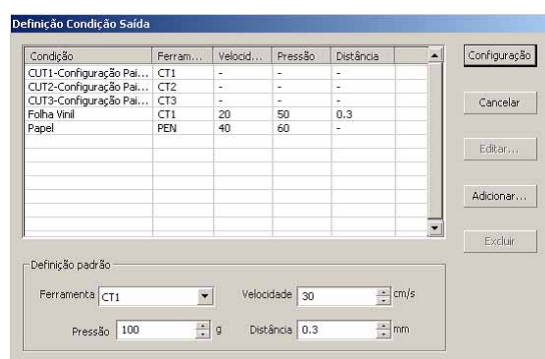 Definição Condição Saída
Condição Ferram... Velocid... Pressão Distância
CUT1-Configuração Pai... CT1 - - -
CUT2-Configuração Pai... CT2 - - -
CUT3-Configuração Pai... CT3 - - -
Folha Vinil CT1 20 50 0.3
Papel PEN 40 60 -
Configuração
Cancelar
Editar...
Adicionar...
Excluir
Definição padrão
Ferramenta CT1 Velocidade 30 cm/s
Pressão 100 g Distância 0.3 mm